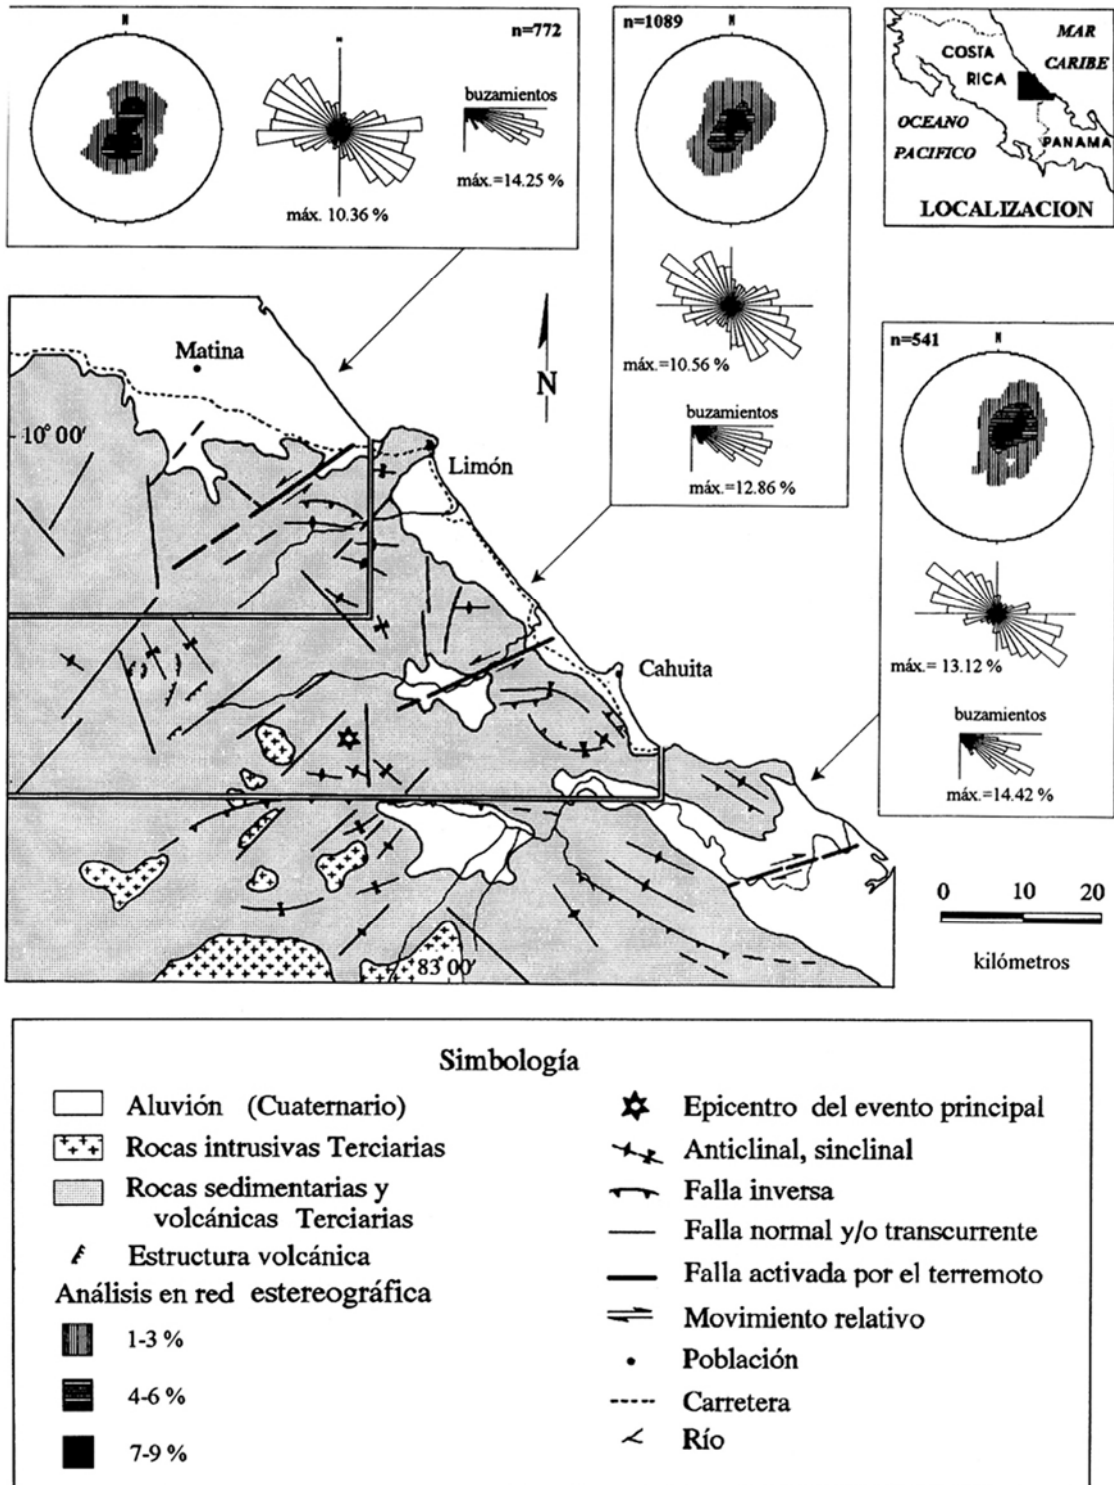 N
n=772
buzamientos
máx.=14.25 %
máx. 10.36 %
n=1089
N
máx.=10.56 %
buzamientos
máx.=12.86 %
MAR
CARIBE
COSTA
RICA
OCEANO
PACIFICO
PANAMA
LOCALIZACION
n=541
N
máx.= 13.12 %
buzamientos
máx.=14.42 %
Matina
N
10° 00'
Limón
Cahuita
83 00'
0 10 20
kilómetros
Simbología
Aluvión (Cuaternario)
Rocas intrusivas Terciarias
Rocas sedimentarias y
volcánicas Terciarias
Estructura volcánica
Análisis en red estereográfica
1-3 %
4-6 %
7-9 %
Epicentro del evento principal
Anticlinal, sinclinal
Falla inversa
Falla normal y/o transcurrente
Falla activada por el terremoto
Movimiento relativo
Población
Carretera
Río